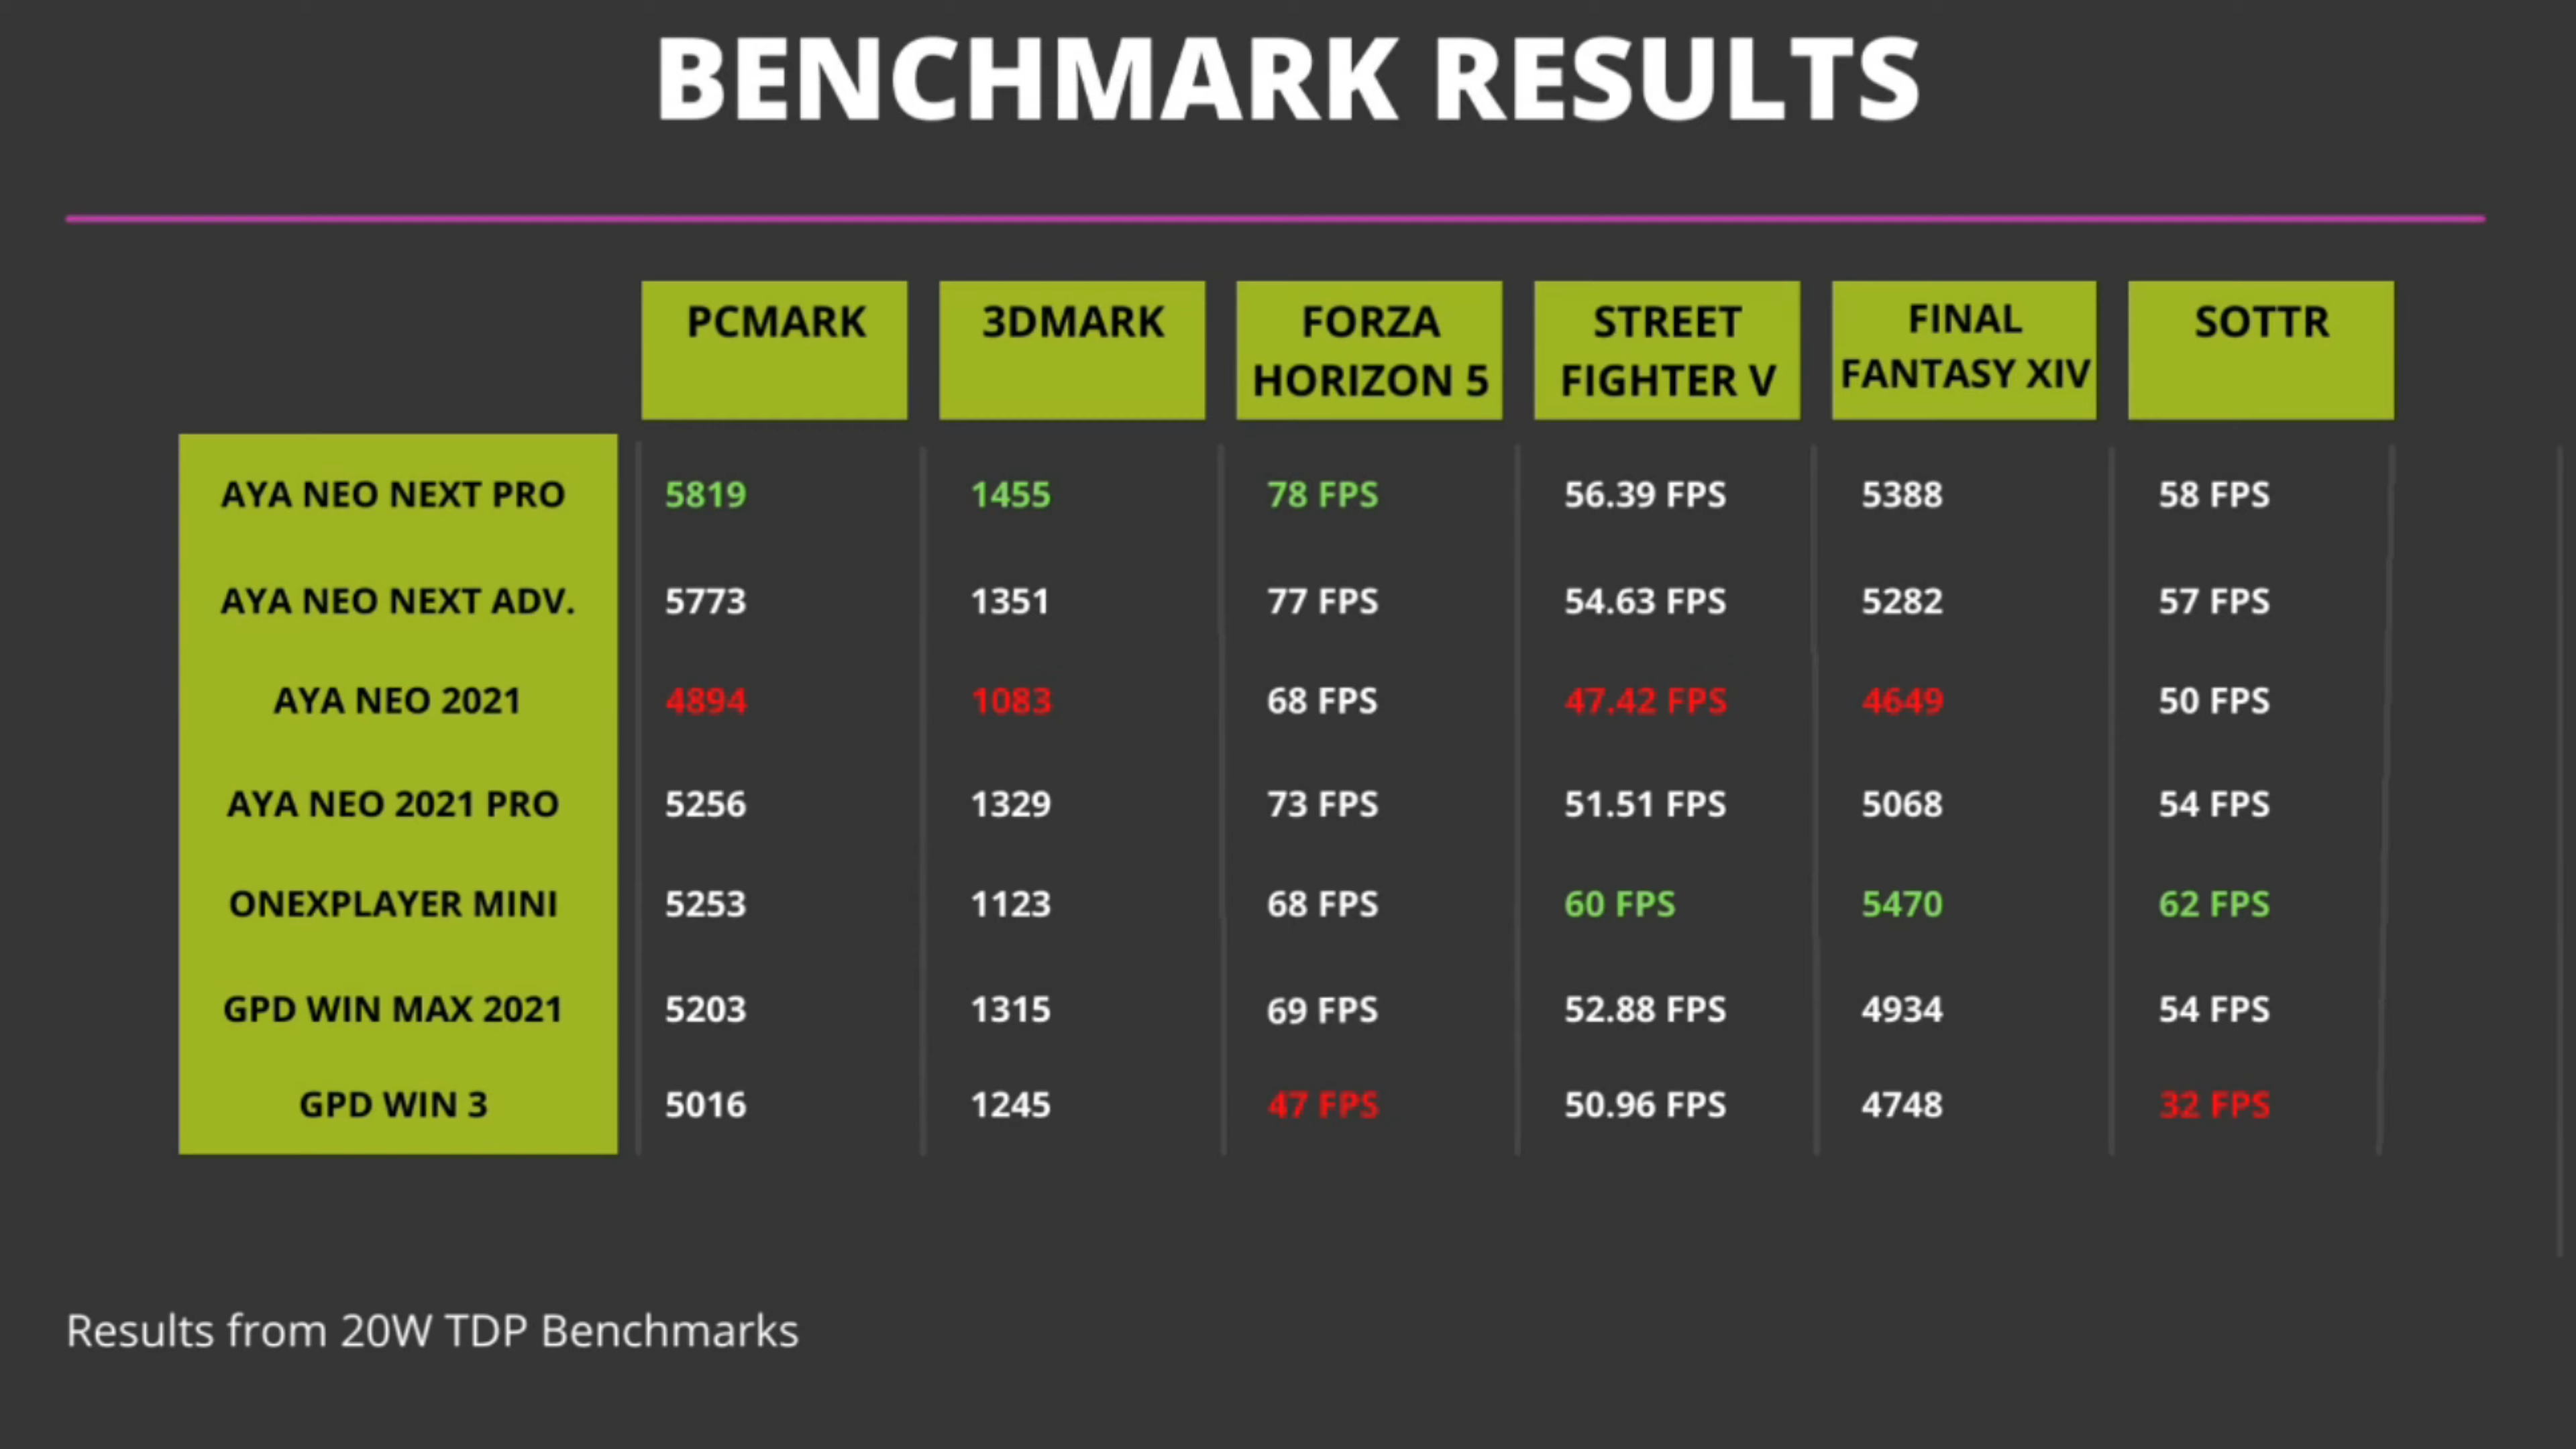 BENCHMARK RESULTS
PCMARK 3DMARK FORZA HORIZON 5 STREET FIGHTER V FINAL FANTASY XIV SOTTR
AYA NEO NEXT PRO 5819 1455 78 FPS 56.39 FPS 5388 58 FPS
AYA NEO NEXT ADV. 5773 1351 77 FPS 54.63 FPS 5282 57 FPS
AYA NEO 2021 4894 1083 68 FPS 47.42 FPS 4649 50 FPS
AYA NEO 2021 PRO 5256 1329 73 FPS 51.51 FPS 5068 54 FPS
ONEXPLAYER MINI 5253 1123 68 FPS 60 FPS 5470 62 FPS
GPD WIN MAX 2021 5203 1315 69 FPS 52.88 FPS 4934 54 FPS
GPD WIN 3 5016 1245 47 FPS 50.96 FPS 4748 32 FPS
Results from 20W TDP Benchmarks